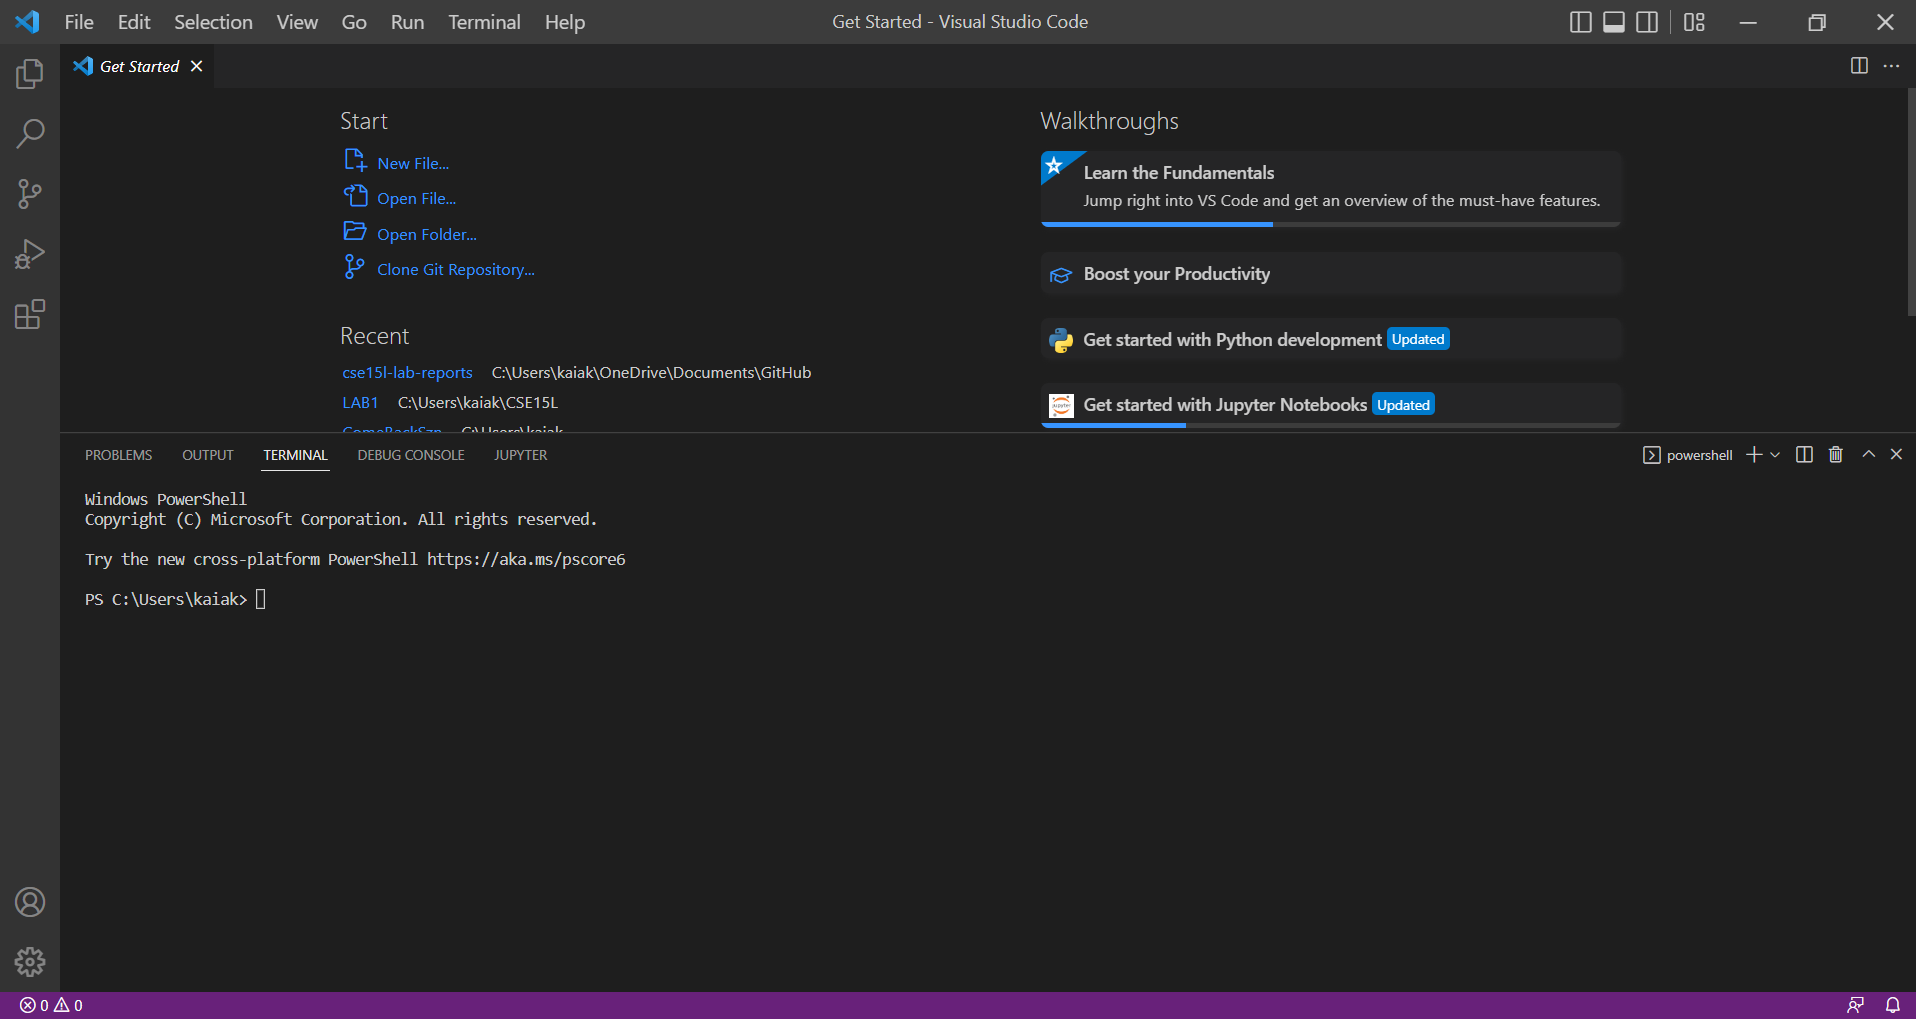 File Edit Selection View Go Run Terminal Help
Get Started - Visual Studio Code
Get Started
Start
New File...
Open File...
Open Folder...
Clone Git Repository...
Recent
cse15l-lab-reports C:\Users\kaiak\OneDrive\Documents\GitHub
LAB1 C:\Users\kaiak\CSE15L
ComeBackSzn C:\Users\kaiak
Walkthroughs
Learn the Fundamentals
Jump right into VS Code and get an overview of the must-have features.
Boost your Productivity
Get started with Python development Updated
Get started with Jupyter Notebooks Updated
PROBLEMS OUTPUT TERMINAL DEBUG CONSOLE JUPYTER
powershell
Windows PowerShell
Copyright (C) Microsoft Corporation. All rights reserved.
Try the new cross-platform PowerShell https://aka.ms/pscore6
PS C:\Users\kaiak>
0 0